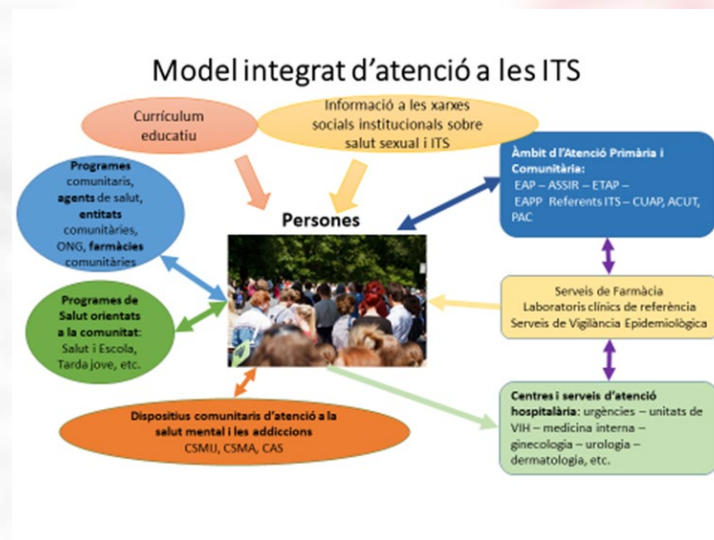 Model integrat d'atenció a les ITS
Currículum
educatiu
Informació a les xarxes
socials institucionals sobre
salut sexual i ITS
Programes
comunitaris,
agents de salut,
entitats
comunitàries,
ONG, farmàcies
comunitàries
Persones
Àmbit d'l'Atenció Primària i
Comunitària:
EAP – ASSIR – ETAP –
EAPP Referents ITS – CUAP, ACUT,
PAC
Programes de
Salut orientats
a la comunitat:
Salut i Escola,
Tarda jove, etc.
Serveis de Farmàcia
Laboratoris clínics de referència
Serveis de Vigilància Epidemiològica
Dispositius comunitaris d'atenció a la
salut mental i les addiccions
CSMIJ, CSMA, CAS
Centres i serveis d'atenció
hospitalària: urgències – unitats de
VIH – medicina interna –
ginecologia – urologia –
dermatologia, etc.